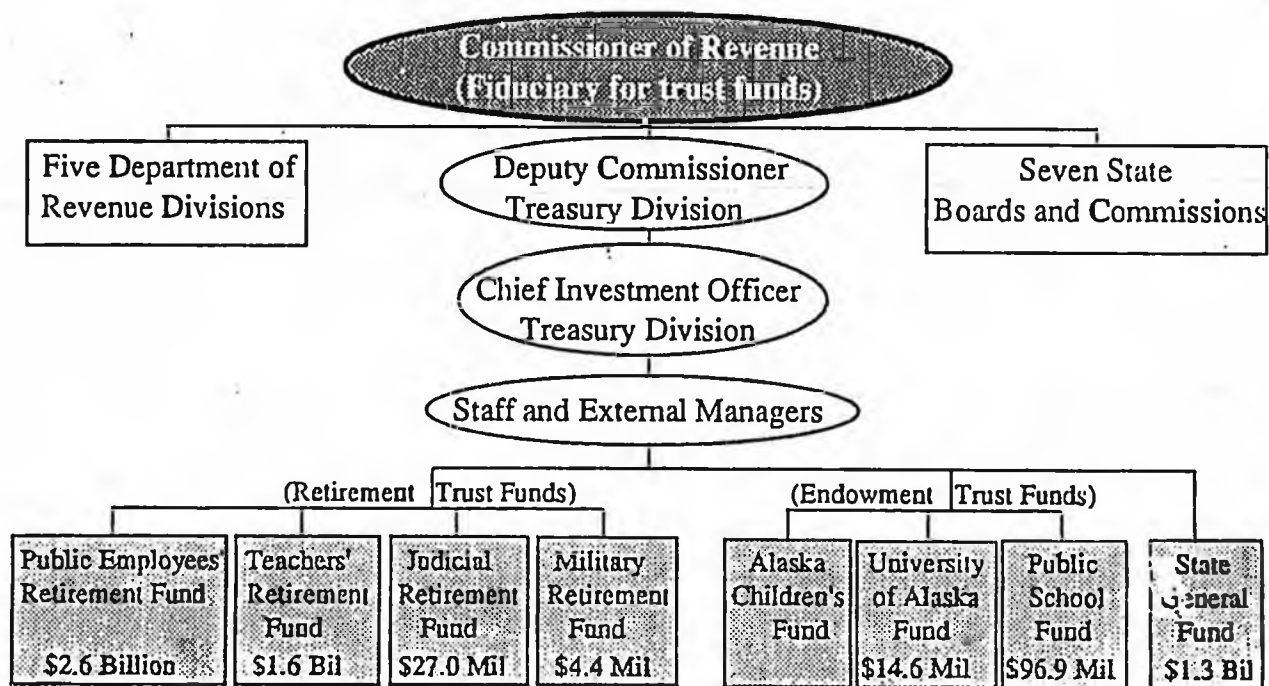 Commissioner of Revenne
(Fiduciary for trust funds)
Five Department of
Revenue Divisions
Deputy Commissioner
Treasury Division
Seven State
Boards and Commissions
Chief Investment Officer
Treasury Division
Staff and External Managers
(Retirement Trust Funds)
(Endowment Trust Funds)
Public Employees'
Retirement Fund
$2.6 Billion
Teachers'
Retirement
Fund
$1.6 Bil
Judicial
Retirement
Fund
$27.0 Mil
Military
Retirement
Fund
$4.4 Mil
Alaska
Children's
Fund
University
of Alaska
Fund
$14.6 Mil
Public
School
Fund
$96.9 Mil
State
General
Fund
$1.3 Bil